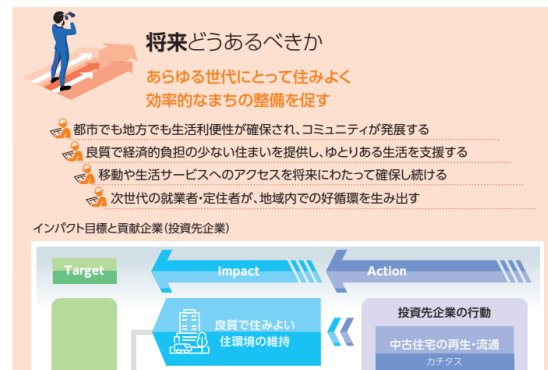 将来どうあるべきか
あらゆる世代にとって住みよく
効率的なまちの整備を促す
都市でも地方でも生活利便性が確保され、コミュニティが発展する
良質で経済的負担の少ない住まいを提供し、ゆとりある生活を支援する
移動や生活サービスへのアクセスを将来にわたって確保し続ける
次世代の就業者・定住者が、地域内での好循環を生み出す
インパクト目標と貢献企業(投資先企業)
Target
Impact
Action
良質で住みよい
住環境の維持
投資先企業の行動
中古住宅の再生・流通
カチタス